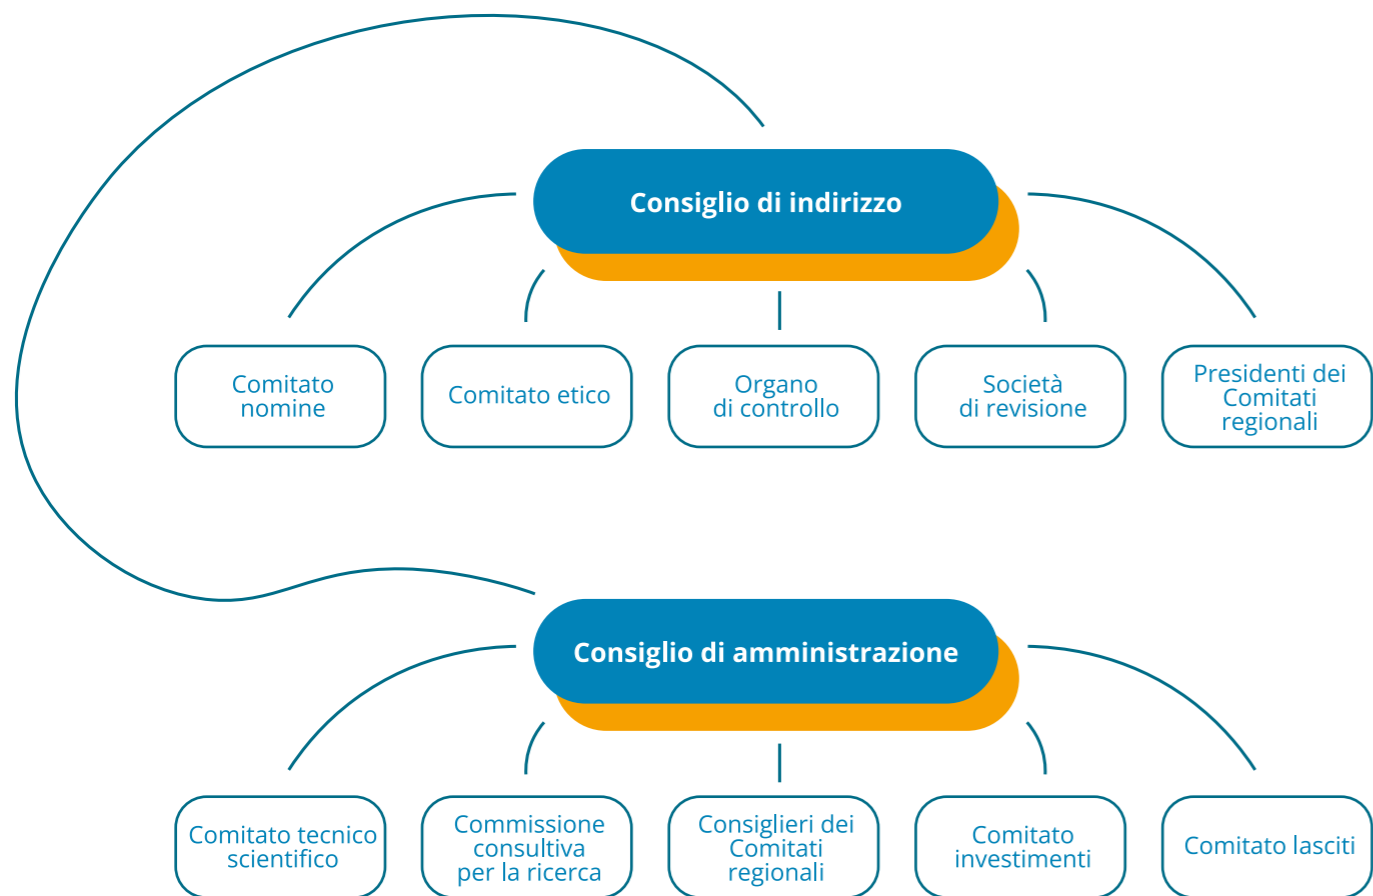 Consiglio di indirizzo
Comitato
nomine
Comitato etico
Organo
di controllo
Società
di revisione
Presidenti dei
Comitati
regionali
Consiglio di amministrazione
Comitato tecnico
scientifico
Commissione
consultiva
per la ricerca
Consiglieri dei
Comitati
regionali
Comitato
investimenti
Comitato lasciti